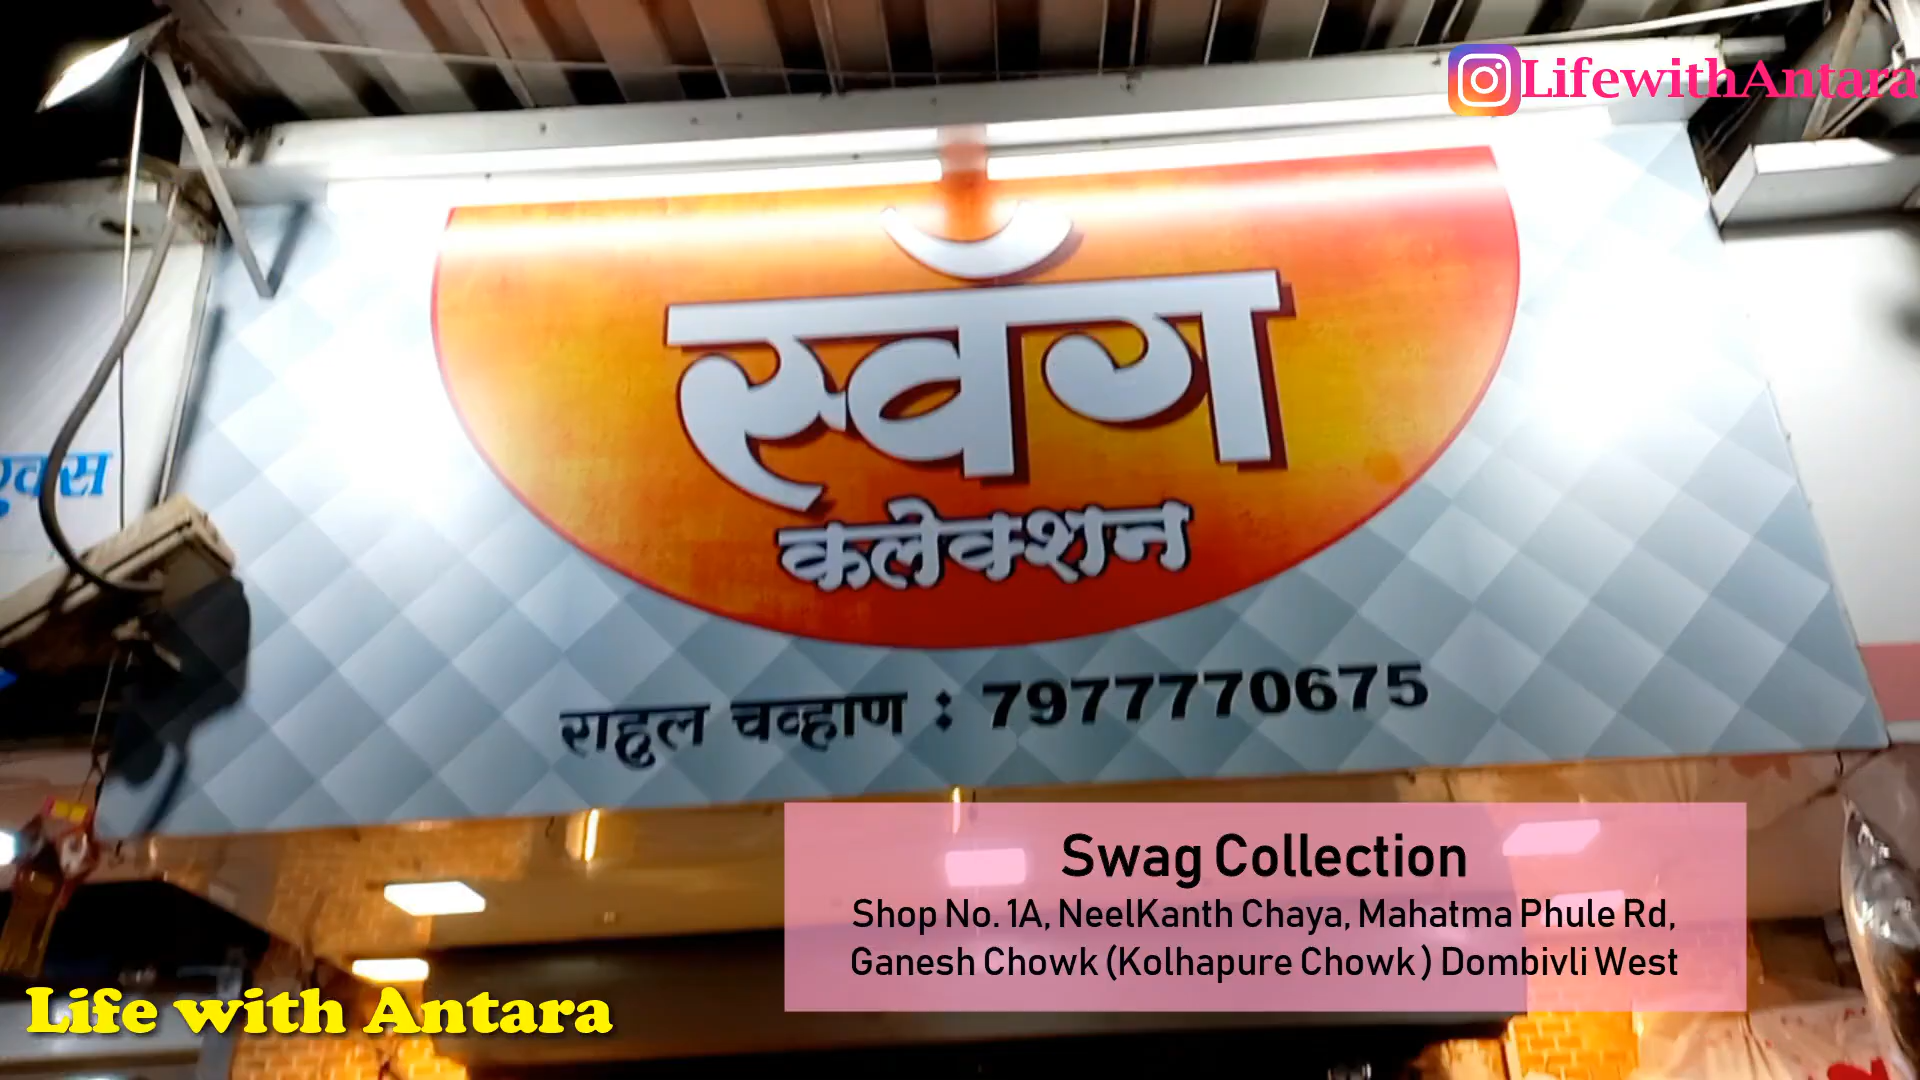 LifewithAntara
स्वॅग
कलेक्शन
राहुल चव्हाण : 7977770675
Swag Collection
Shop No. 1A, NeelKanth Chaya, Mahatma Phule Rd,
Ganesh Chowk (Kolhapure Chowk) Dombivli West
Life with Antara